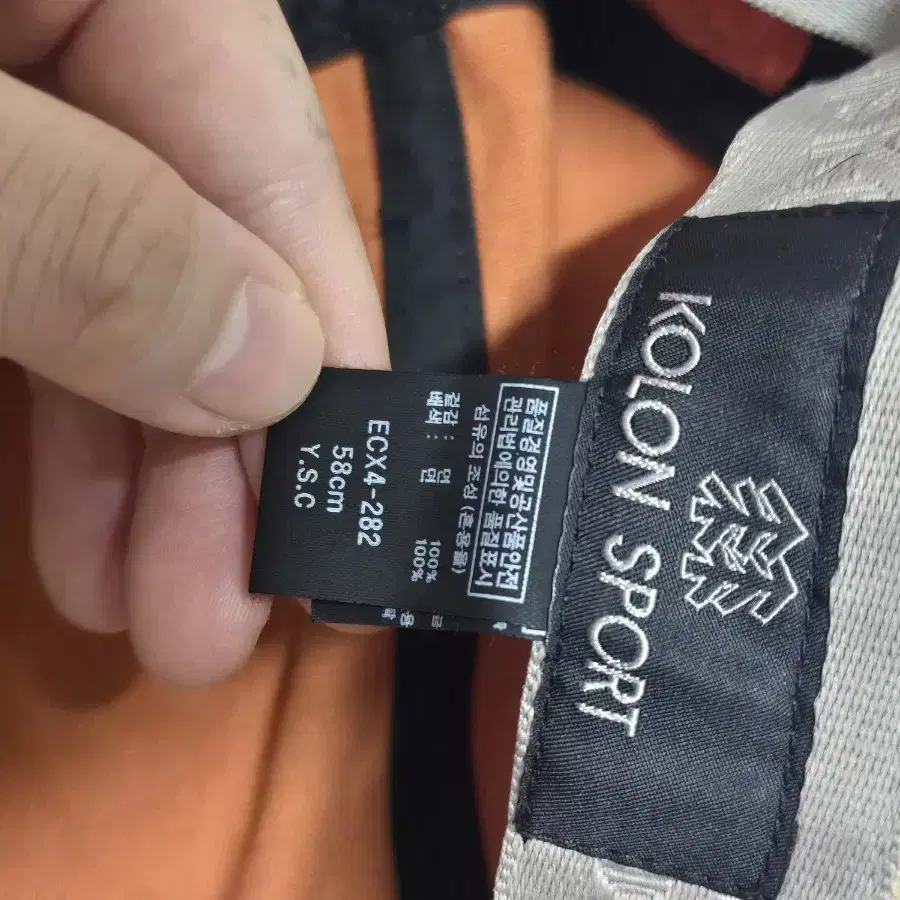 KOLON SPORT
품질경영및공산품안전
관리법에의한 품질표시
섬유의 조성 (혼용율)
겉감 : 면 100%
배색 : 면 100%
ECX4-282
58cm
Y.S.C